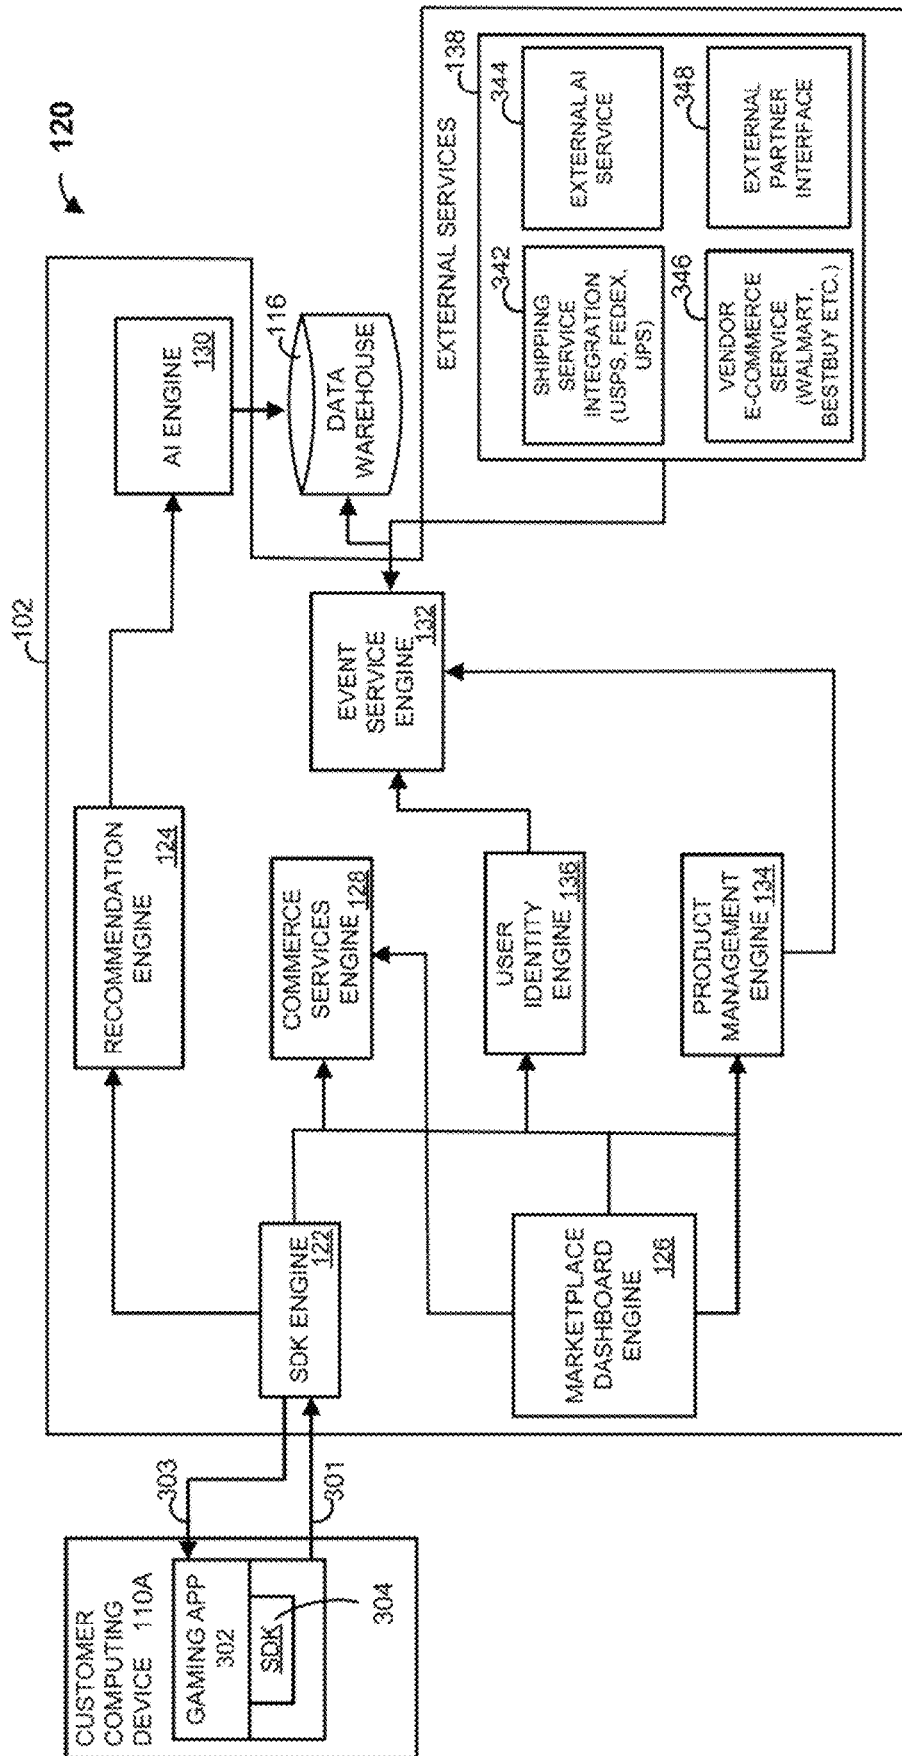 120
102
CUSTOMER
COMPUTING
DEVICE 110A
GAMING APP
302
SDK
304
303
301
SDK ENGINE
122
RECOMMENDATION
ENGINE
124
AI ENGINE
130
116
DATA
WAREHOUSE
COMMERCE
SERVICES
ENGINE 128
EVENT
SERVICE
ENGINE
132
USER
IDENTITY
ENGINE 136
MARKETPLACE
DASHBOARD
ENGINE
126
PRODUCT
MANAGEMENT
ENGINE 134
EXTERNAL SERVICES
138
342
SHIPPING
SERVICE
INTEGRATION
(USPS, FEDEX,
UPS)
344
EXTERNAL AI
SERVICE
346
VENDOR
E-COMMERCE
SERVICE
(WALMART,
BESTBUY ETC.)
348
EXTERNAL
PARTNER
INTERFACE